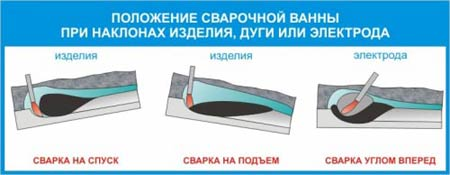 ПОЛОЖЕНИЕ СВАРОЧНОЙ ВАННЫ
ПРИ НАКЛОНАХ ИЗДЕЛИЯ, ДУГИ ИЛИ ЭЛЕКТРОДА
изделия изделия электрода
СВАРКА НА СПУСК СВАРКА НА ПОДЪЕМ СВАРКА УГЛОМ ВПЕРЕД